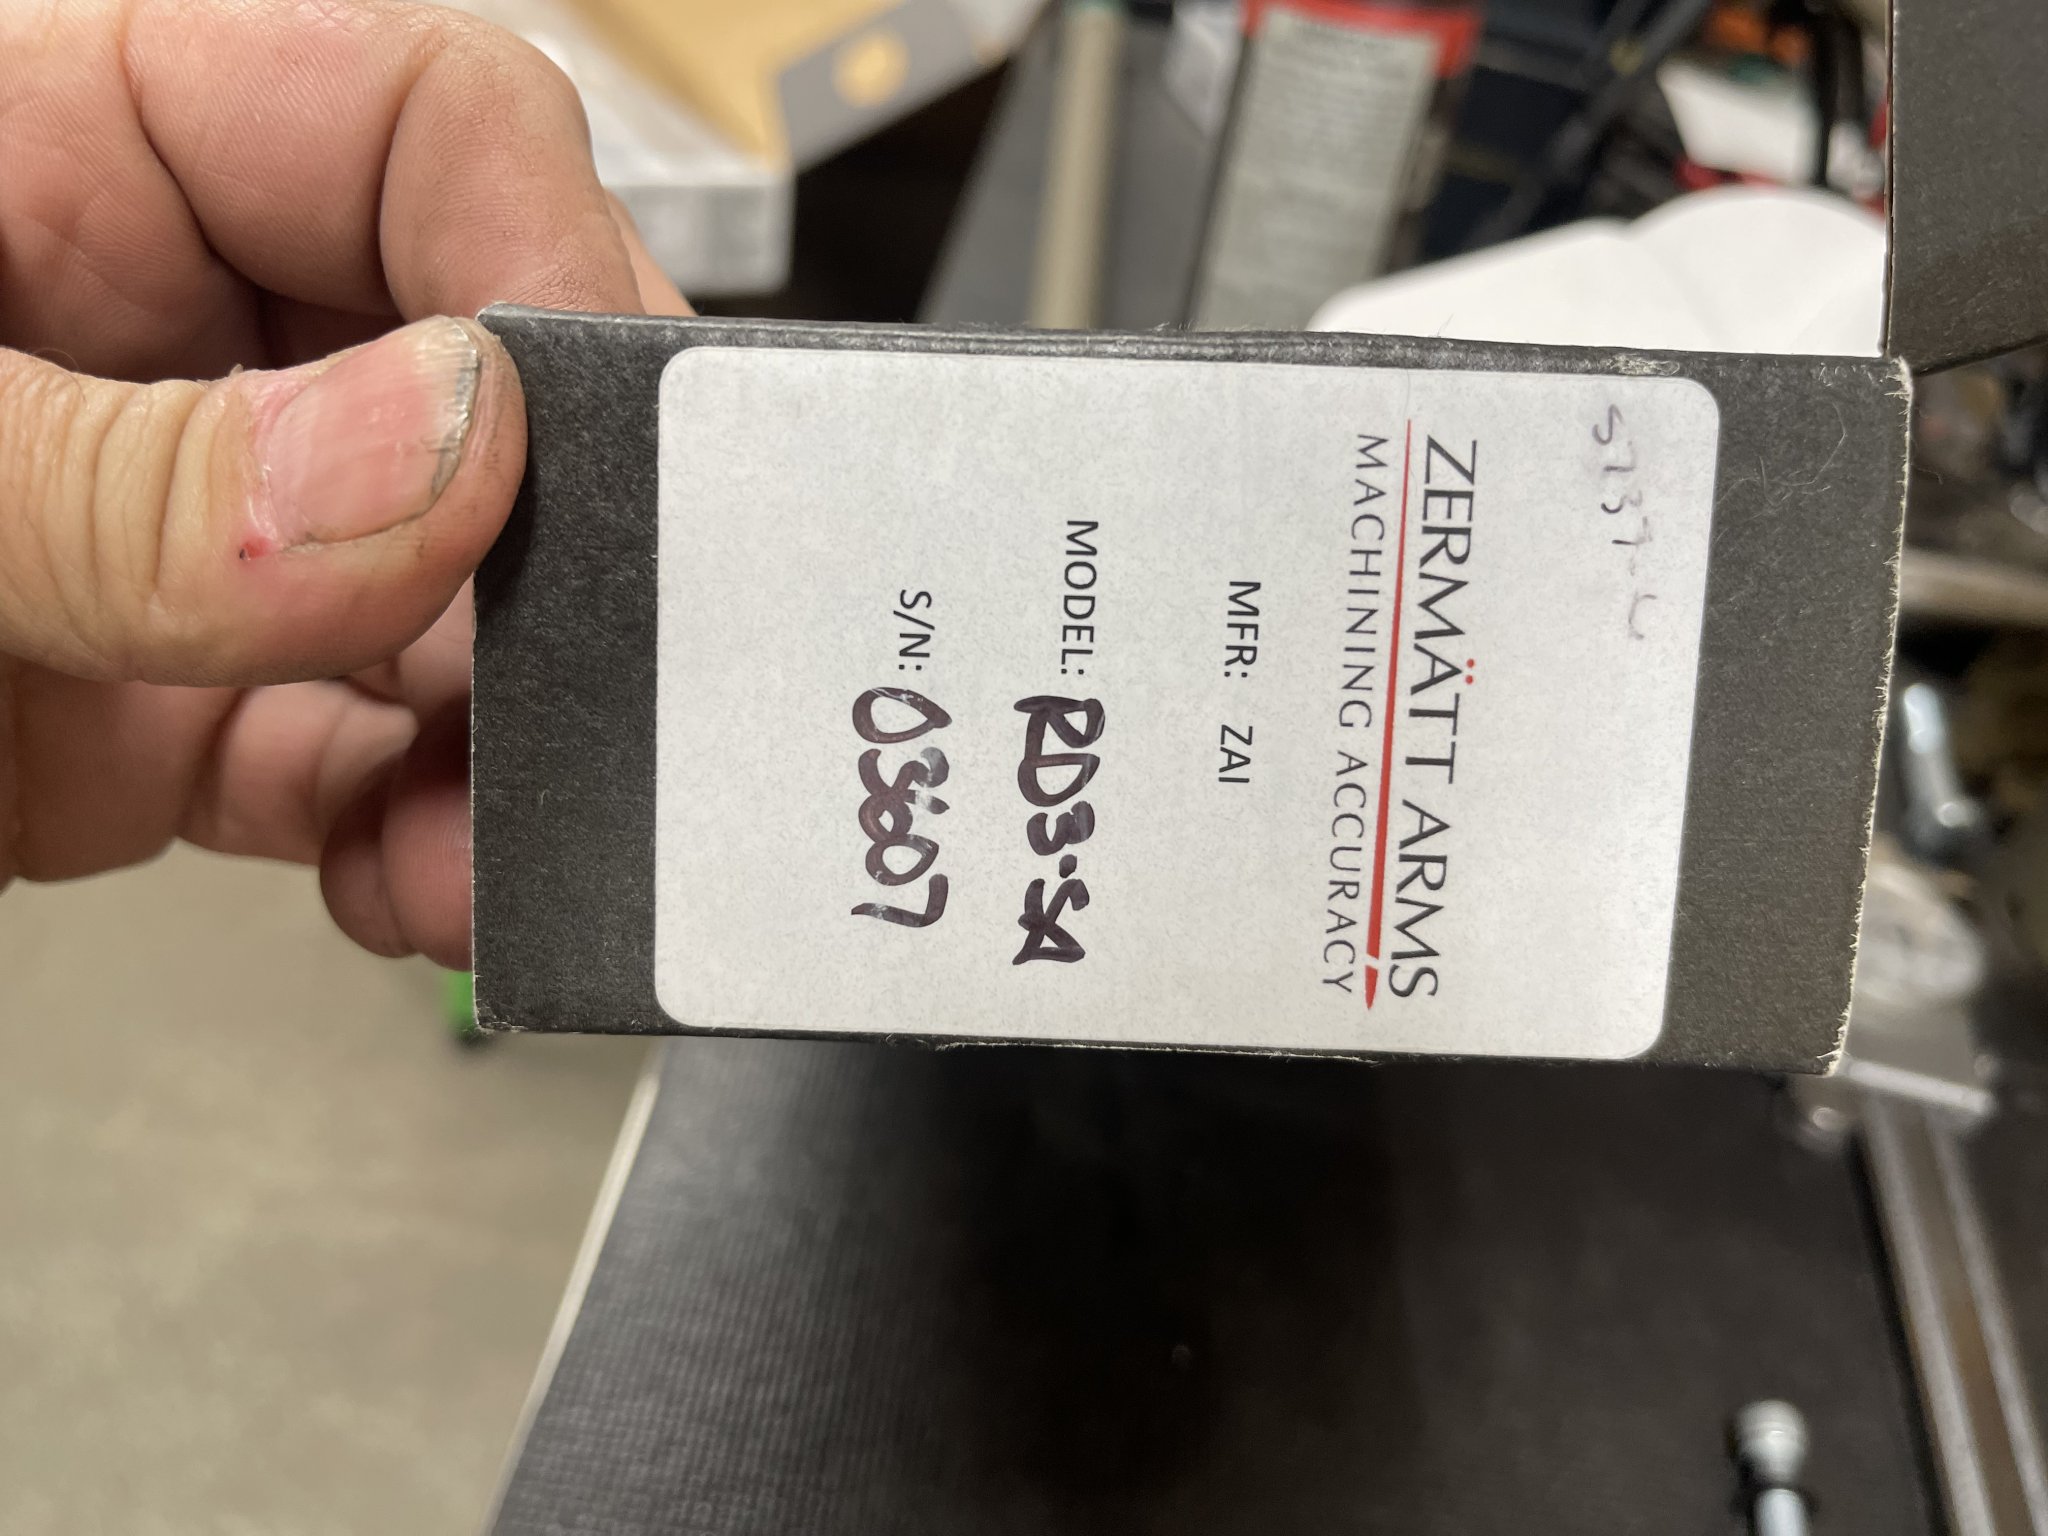 ZERMÄTT ARMS
MACHINING ACCURACY
MFR: ZAI
MODEL: RD3-SA
S/N: 03607